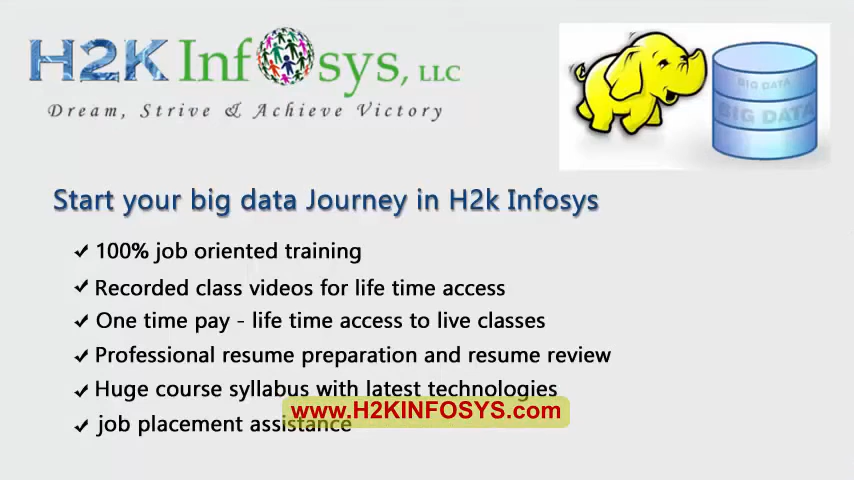 H2K Infosys, LLC
Dream, Strive & Achieve Victory
BIG DATA
BIG DATA
Start your big data Journey in H2k Infosys
100% job oriented training
Recorded class videos for life time access
One time pay - life time access to live classes
Professional resume preparation and resume review
Huge course syllabus with latest technologies
www.H2KINFOSYS.com
job placement assistance